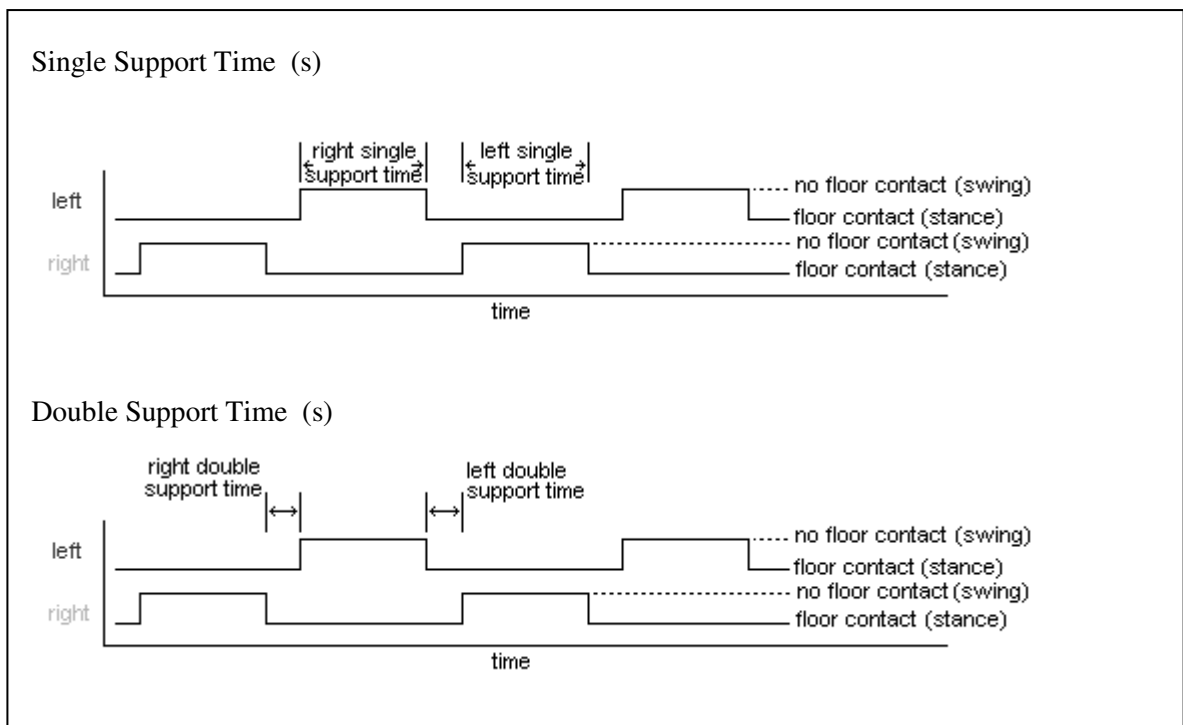 Single Support Time (s)
right single
support time
left single
support time
left
no floor contact (swing)
floor contact (stance)
right
no floor contact (swing)
floor contact (stance)
time
Double Support Time (s)
right double
support time
left double
support time
left
no floor contact (swing)
floor contact (stance)
right
no floor contact (swing)
floor contact (stance)
time